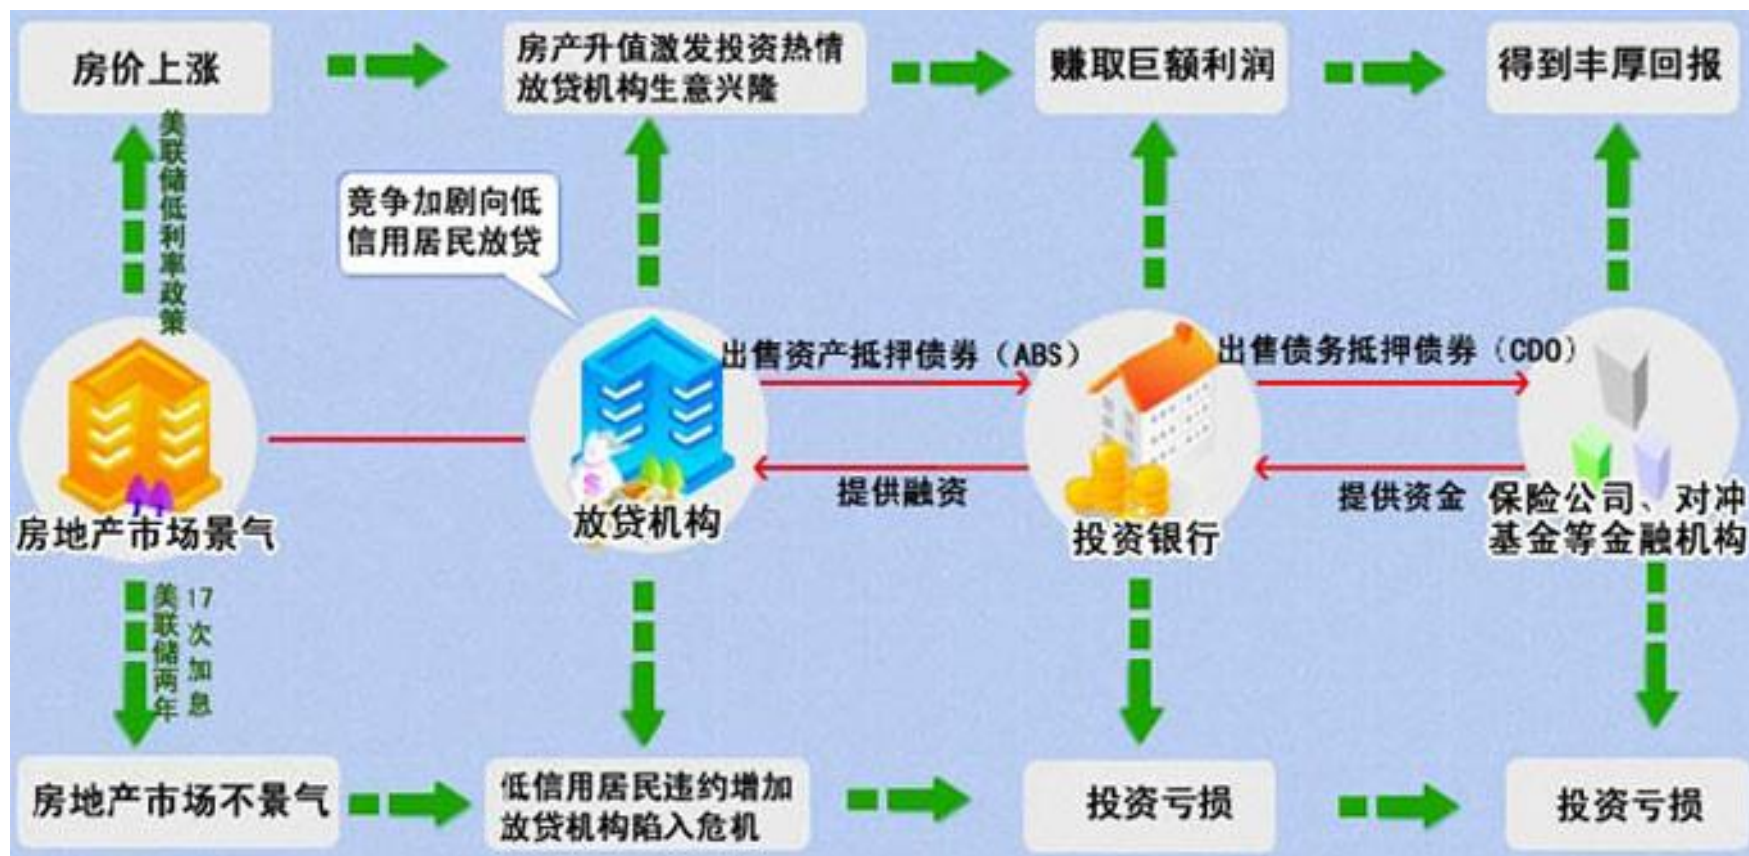 房价上涨
房产升值激发投资热情
放贷机构生意兴隆
赚取巨额利润
得到丰厚回报
美联储低利率政策
竞争加剧向低
信用居民放贷
出售资产抵押债券（ABS）
出售债务抵押债券（CDO）
提供融资
提供资金
房地产市场景气
放贷机构
投资银行
保险公司、对冲
基金等金融机构
美联储两年
17次加息
房地产市场不景气
低信用居民违约增加
放贷机构陷入危机
投资亏损
投资亏损